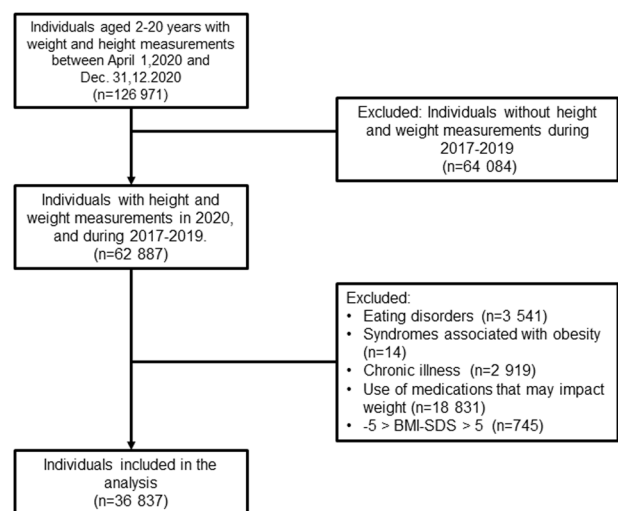 Individuals aged 2-20 years with
weight and height measurements
between April 1,2020 and
Dec. 31,12.2020
(n=126 971)
Excluded: Individuals without height
and weight measurements during
2017-2019
(n=64 084)
Individuals with height and
weight measurements in 2020,
and during 2017-2019.
(n=62 887)
Excluded:
• Eating disorders (n=3 541)
• Syndromes associated with obesity
(n=14)
• Chronic illness (n=2 919)
• Use of medications that may impact
weight (n=18 831)
• -5 > BMI-SDS > 5 (n=745)
Individuals included in the
analysis
(n=36 837)